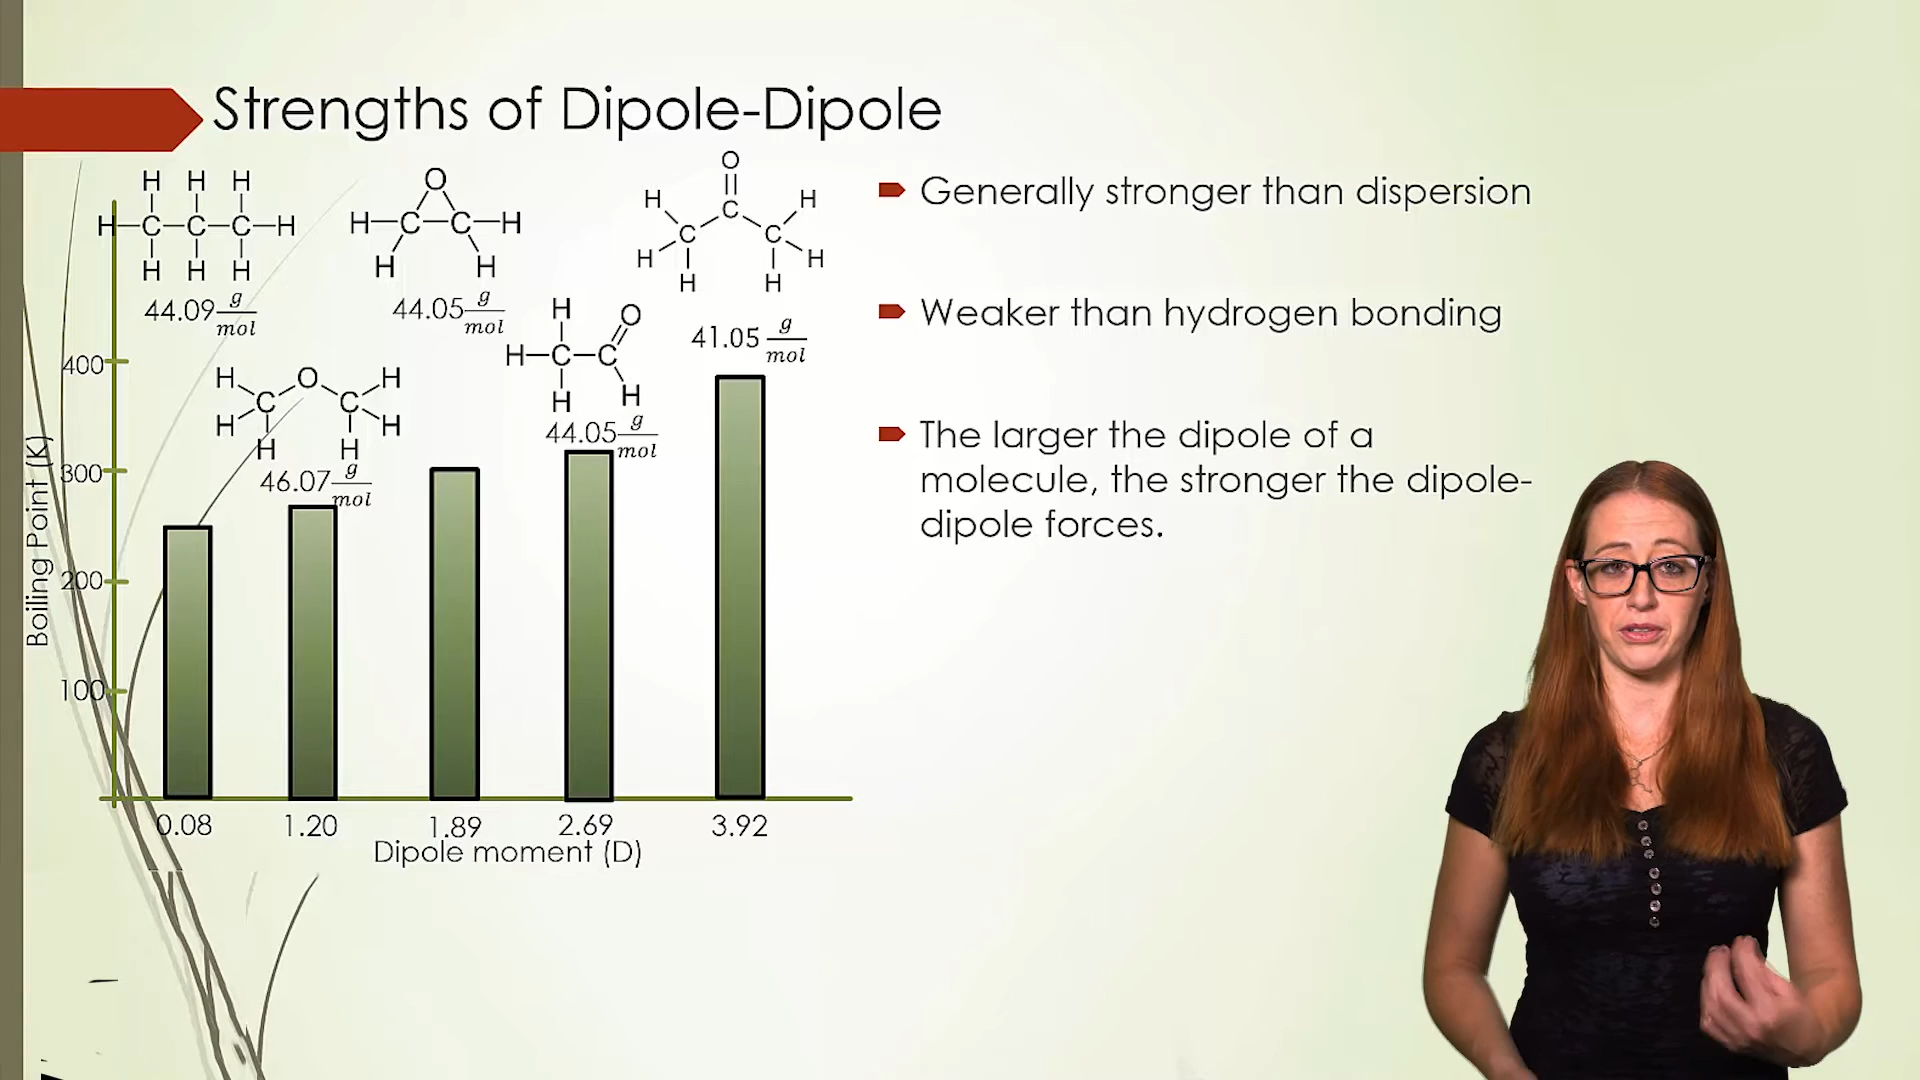 Strengths of Dipole-Dipole
H H H
H C C C H
H H H
44.09 g/mol
O
H C C H
H H
44.05 g/mol
O
H C H
C C
H H
H H
41.05 g/mol
H O
H C C
H H
44.05 g/mol
H O H
C C
H H
H H
46.07 g/mol
Boiling Point (K)
400
300
200
100
0.08 1.20 1.89 2.69 3.92
Dipole moment (D)
Generally stronger than dispersion
Weaker than hydrogen bonding
The larger the dipole of a
molecule, the stronger the dipole-
dipole forces.